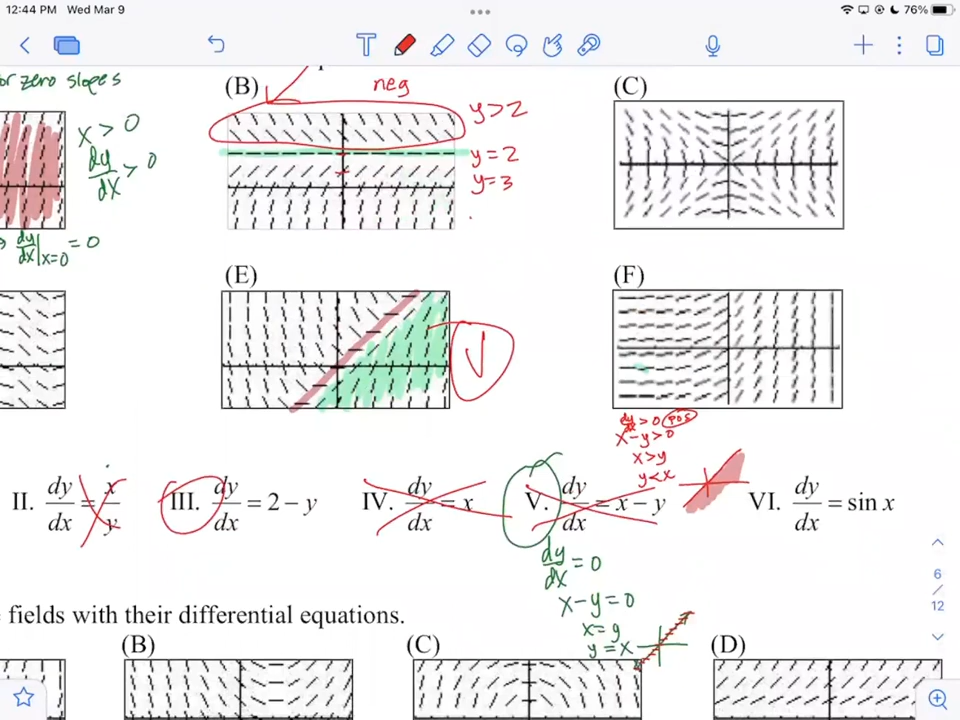 12:44 PM Wed Mar 9
76%
T
or zero slopes
(B)
neg
(C)
y > 2
x > 0
dy/dx > 0
y = 2
y = 3
dy/dx|x=0 = 0
(E)
(F)
V
dy/dx > 0 pos
x - y > 0
x > y
y < x
II. dy/dx = x/y
III. dy/dx = 2 − y
IV. dy/dx = x
V. dy/dx = x − y
VI. dy/dx = sin x
dy/dx = 0
x - y = 0
x = y
y = x
6
/
12
fields with their differential equations.
(B)
(C)
(D)